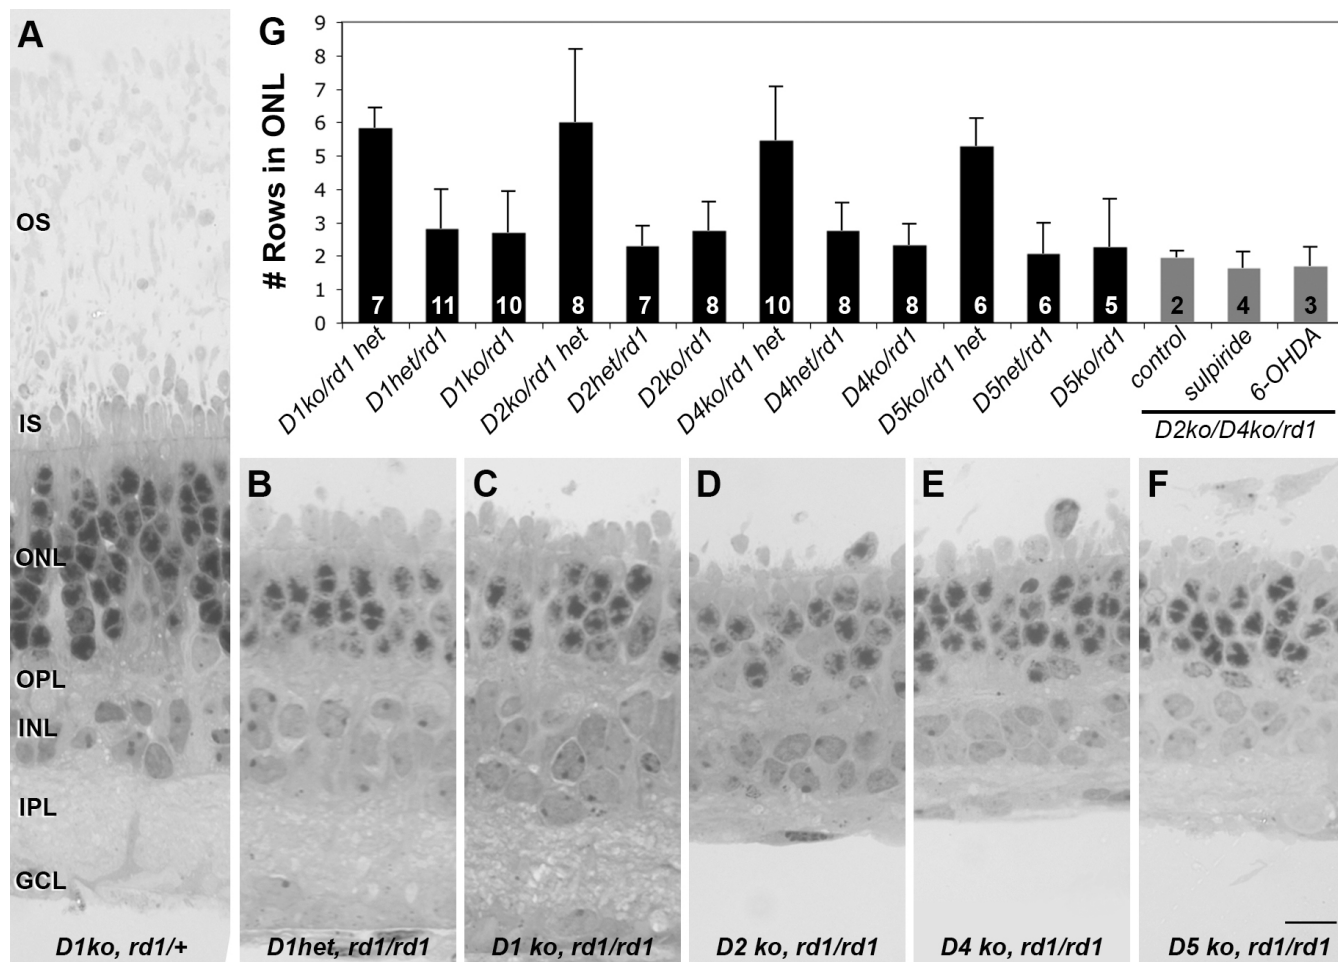 A
OS
IS
ONL
OPL
INL
IPL
GCL
D1ko, rd1/+
G
# Rows in ONL
9
8
7
6
5
4
3
2
1
0
7
11
10
8
7
8
10
8
8
6
6
5
2
4
3
D1ko/rd1 het
D1het/rd1
D1ko/rd1
D2ko/rd1 het
D2het/rd1
D2ko/rd1
D4ko/rd1 het
D4het/rd1
D4ko/rd1
D5ko/rd1 het
D5het/rd1
D5ko/rd1
control
sulpiride
6-OHDA
D2ko/D4ko/rd1
B
D1het, rd1/rd1
C
D1 ko, rd1/rd1
D
D2 ko, rd1/rd1
E
D4 ko, rd1/rd1
F
D5 ko, rd1/rd1